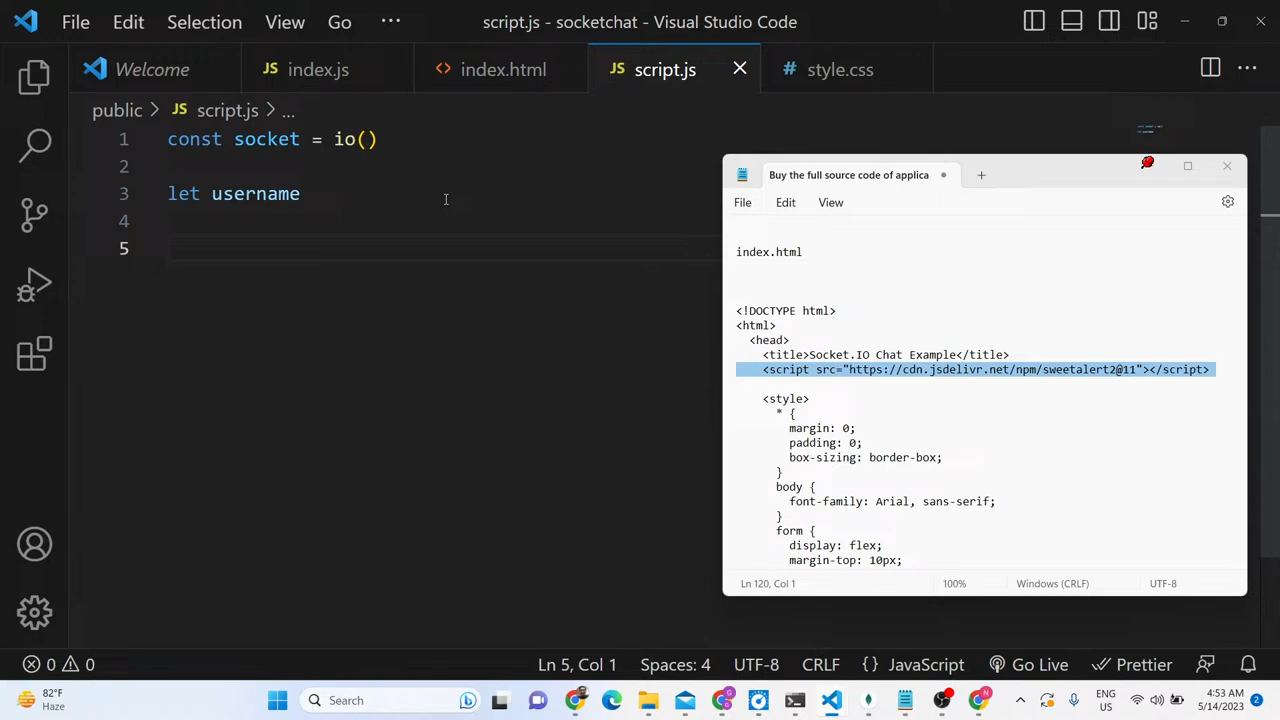 File Edit Selection View Go ··· script.js - socketchat - Visual Studio Code
Welcome JS index.js <> index.html JS script.js # style.css
public > JS script.js > ...
1 const socket = io()
2
3 let username
4
5
Buy the full source code of applica
File Edit View
index.html
<!DOCTYPE html>
<html>
<head>
<title>Socket.IO Chat Example</title>
<script src="https://cdn.jsdelivr.net/npm/sweetalert2@11"></script>
<style>
* {
margin: 0;
padding: 0;
box-sizing: border-box;
}
body {
font-family: Arial, sans-serif;
}
form {
display: flex;
margin-top: 10px;
Ln 120, Col 1 100% Windows (CRLF) UTF-8
0 0 Ln 5, Col 1 Spaces: 4 UTF-8 CRLF {} JavaScript Go Live Prettier
82°F
Haze
Search
ENG
US
4:53 AM
5/14/2023
2